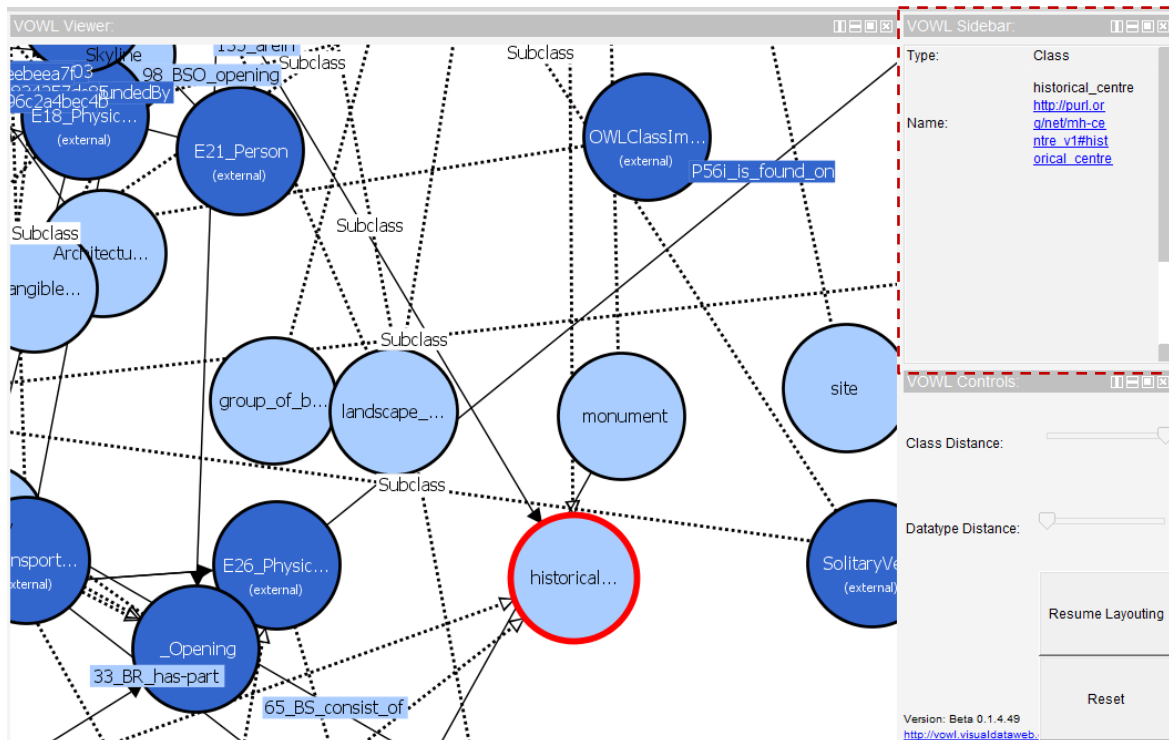 VOWL Viewer:
Skyline
135_areIn
Subclass
98_BSO_opening
Subclass
E18_Physic...
(external)
E21_Person
(external)
OWLClassIm...
(external)
P56i_is_found_on
Subclass
Subclass
Architectu...
angible...
Subclass
group_of_b...
landscape_...
monument
site
Subclass
nsport...
xternal)
E26_Physic...
(external)
historical...
SolitaryVe
(external)
_Opening
33_BR_has-part
65_BS_consist_of
VOWL Sidebar:
Type:
Class
historical_centre
Name:
http://purl.or
g/net/mh-ce
ntre_v1#hist
orical_centre
VOWL Controls:
Class Distance:
Datatype Distance:
Resume Layouting
Reset
Version: Beta 0.1.4.49
http://vowl.visualdataweb.